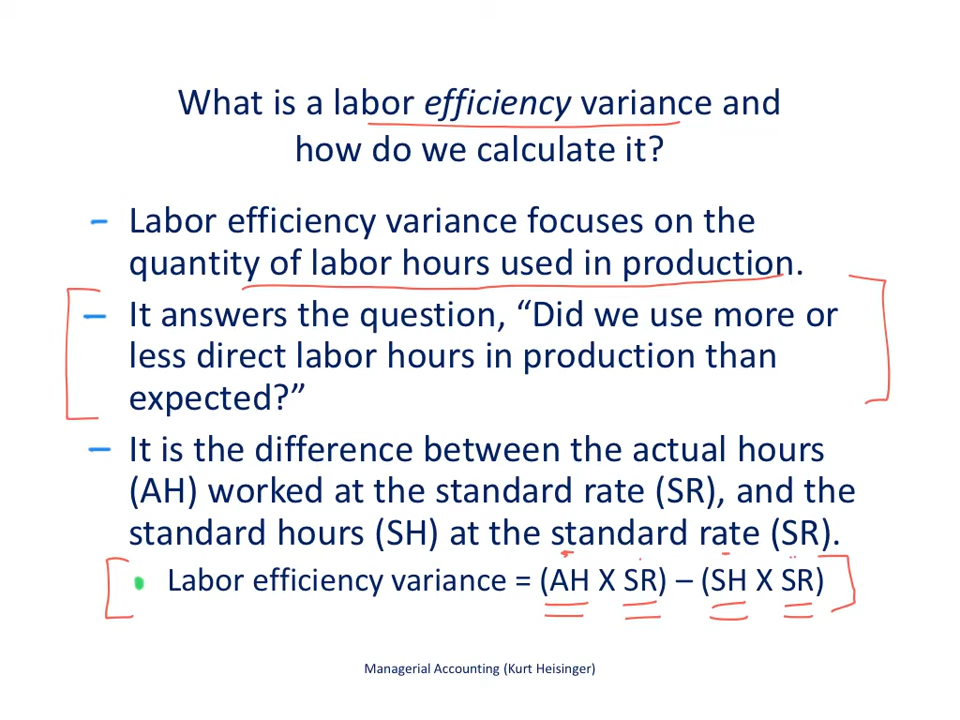 What is a labor efficiency variance and
how do we calculate it?
– Labor efficiency variance focuses on the
quantity of labor hours used in production.
– It answers the question, “Did we use more or
less direct labor hours in production than
expected?”
– It is the difference between the actual hours
(AH) worked at the standard rate (SR), and the
standard hours (SH) at the standard rate (SR).
• Labor efficiency variance = (AH X SR) – (SH X SR)
Managerial Accounting (Kurt Heisinger)